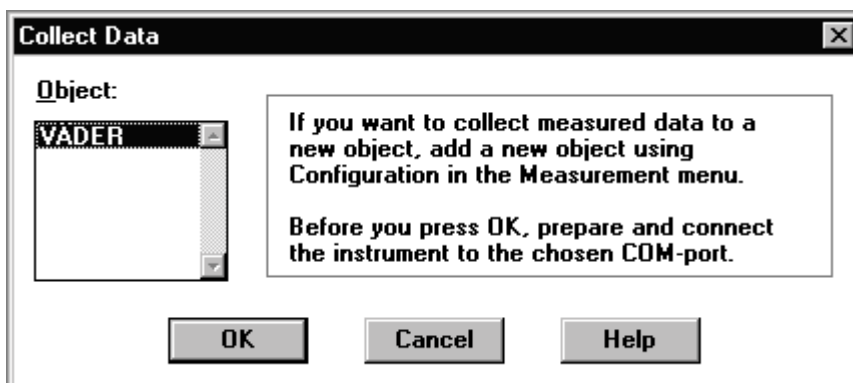 Collect Data
Object:
VÄDER
If you want to collect measured data to a
new object, add a new object using
Configuration in the Measurement menu.
Before you press OK, prepare and connect
the instrument to the chosen COM-port.
OK
Cancel
Help